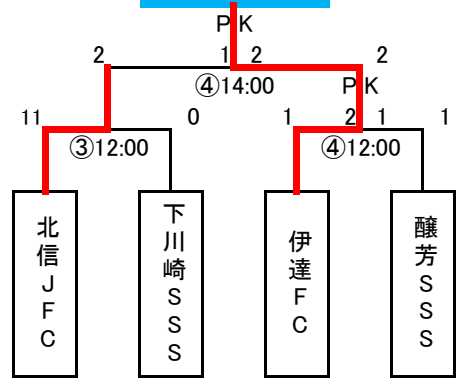 PK
2 1 2 2
④14:00
PK
11 0 1 2 1 1
③12:00 ④12:00
北信JFC
下川崎SSS
伊達FC
醸芳SSS